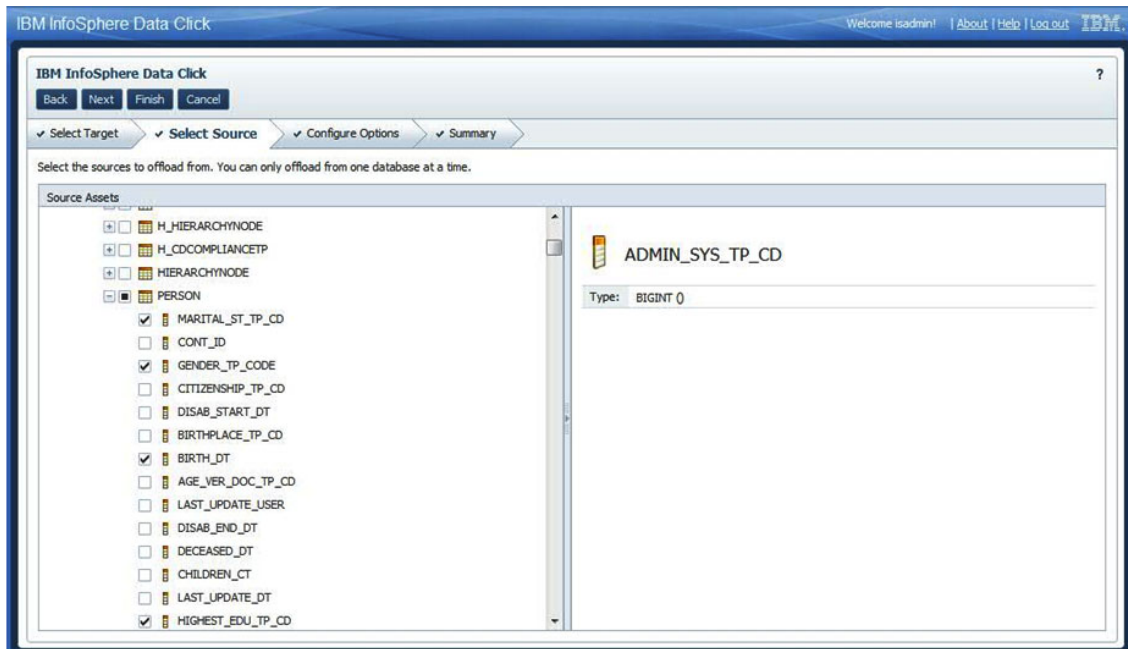 IBM InfoSphere Data Click
Welcome isadmin! | About | Help | Log out IBM.
IBM InfoSphere Data Click
?
Back Next Finish Cancel
Select Target Select Source Configure Options Summary
Select the sources to offload from. You can only offload from one database at a time.
Source Assets
H_HIERARCHYNODE
H_CDCOMPLIANCETP
HIERARCHYNODE
PERSON
MARITAL_ST_TP_CD
CONT_ID
GENDER_TP_CODE
CITIZENSHIP_TP_CD
DISAB_START_DT
BIRTHPLACE_TP_CD
BIRTH_DT
AGE_VER_DOC_TP_CD
LAST_UPDATE_USER
DISAB_END_DT
DECEASED_DT
CHILDREN_CT
LAST_UPDATE_DT
HIGHEST_EDU_TP_CD
ADMIN_SYS_TP_CD
Type: BIGINT ()